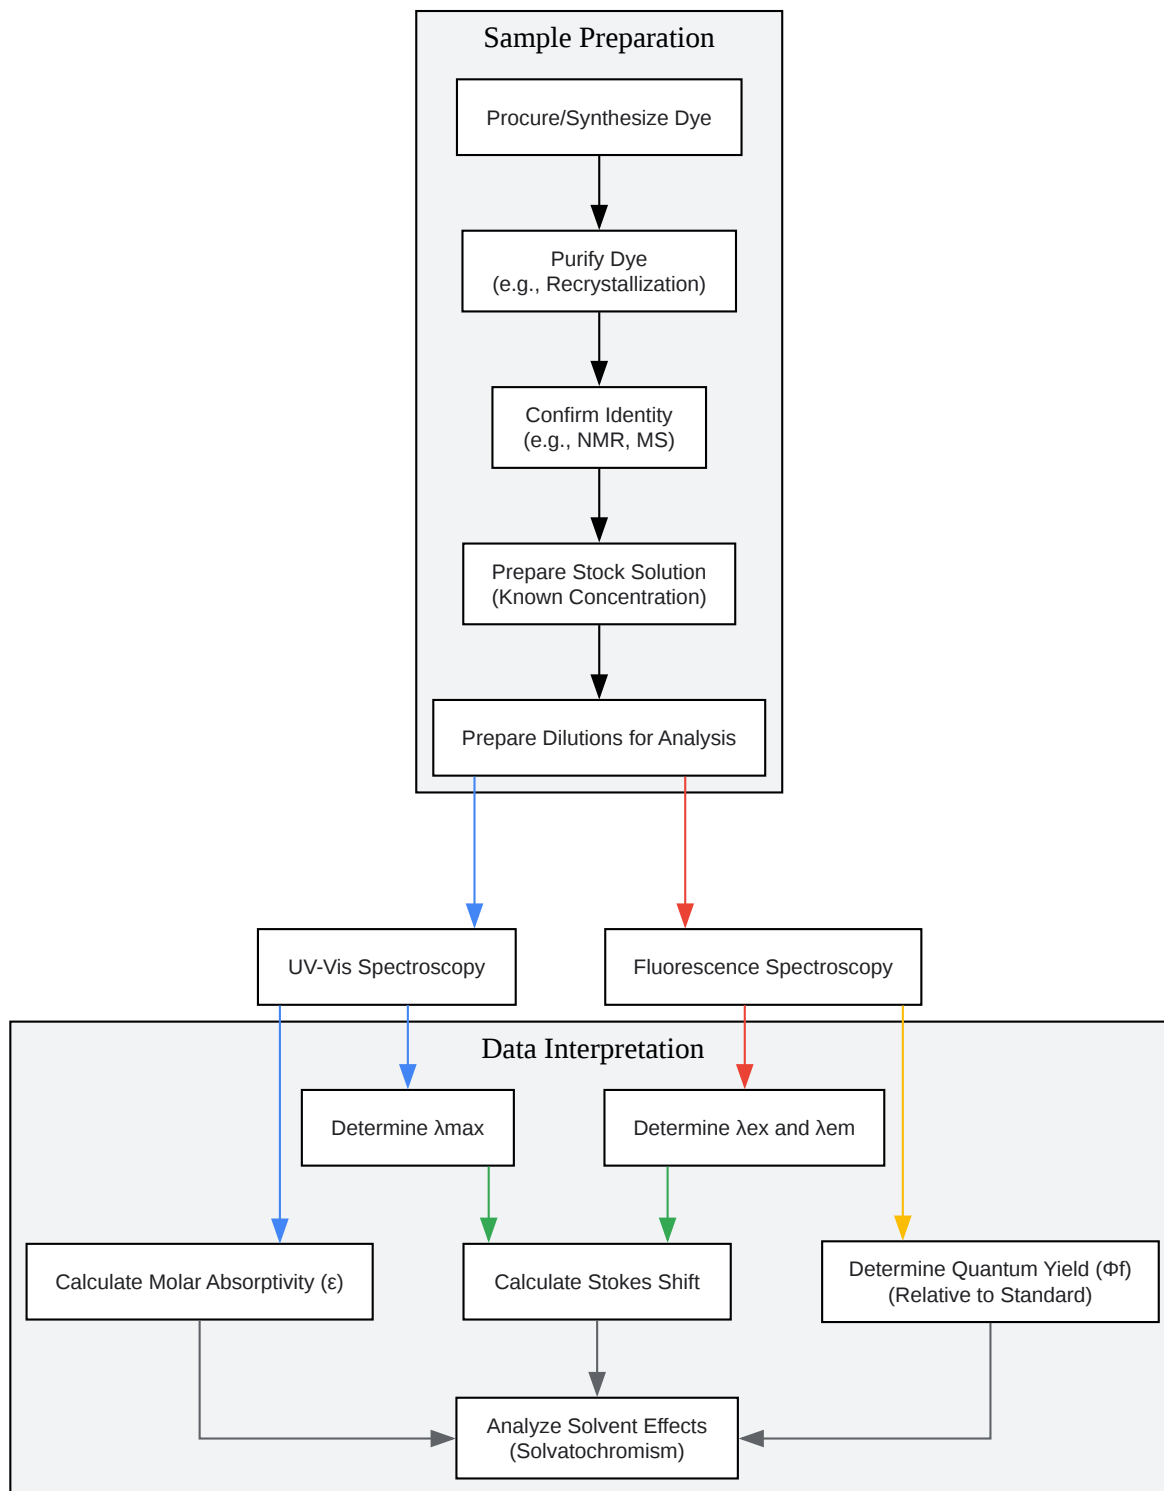 Sample Preparation
Procure/Synthesize Dye
Purify Dye
(e.g., Recrystallization)
Confirm Identity
(e.g., NMR, MS)
Prepare Stock Solution
(Known Concentration)
Prepare Dilutions for Analysis
UV-Vis Spectroscopy
Fluorescence Spectroscopy
Data Interpretation
Determine λmax
Determine λex and λem
Calculate Molar Absorptivity (ε)
Calculate Stokes Shift
Determine Quantum Yield (Φf)
(Relative to Standard)
Analyze Solvent Effects
(Solvatochromism)